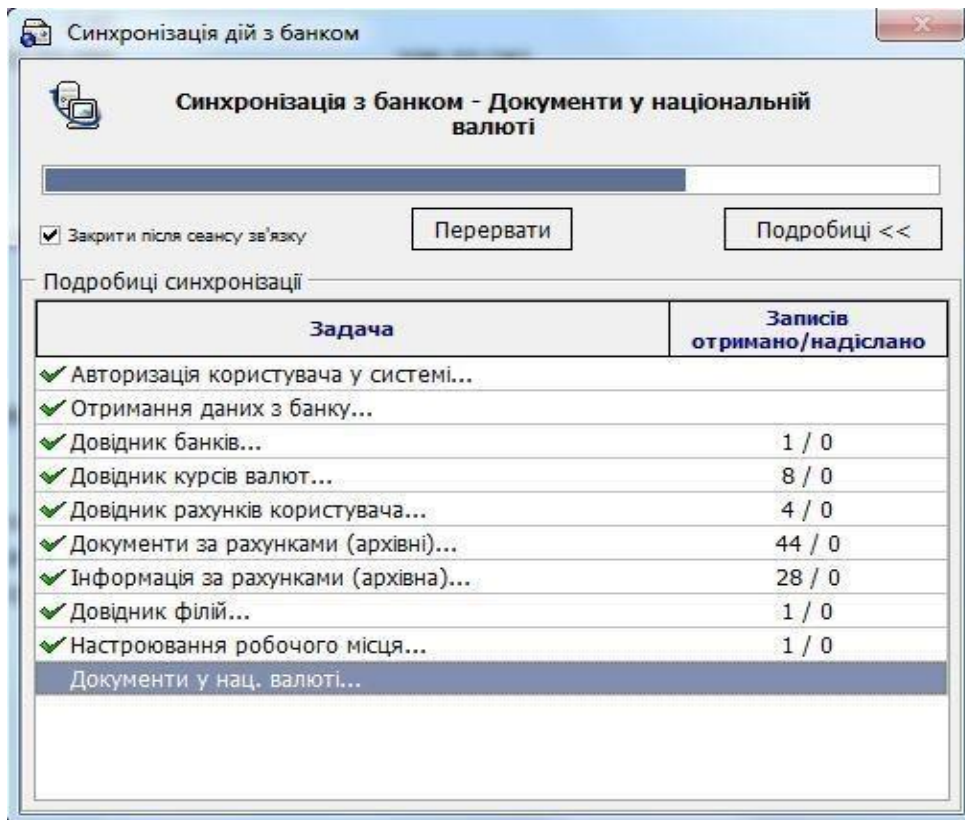 Синхронізація дій з банком
Синхронізація з банком - Документи у національній
валюті
Закрити після сеансу зв'язку
Перервати
Подробиці <<
Подробиці синхронізації
Задача
Записів
отримано/надіслано
Авторизація користувача у системі...
Отримання даних з банку...
Довідник банків... 1 / 0
Довідник курсів валют... 8 / 0
Довідник рахунків користувача... 4 / 0
Документи за рахунками (архівні)... 44 / 0
Інформація за рахунками (архівна)... 28 / 0
Довідник філій... 1 / 0
Настроювання робочого місця... 1 / 0
Документи у нац. валюті...